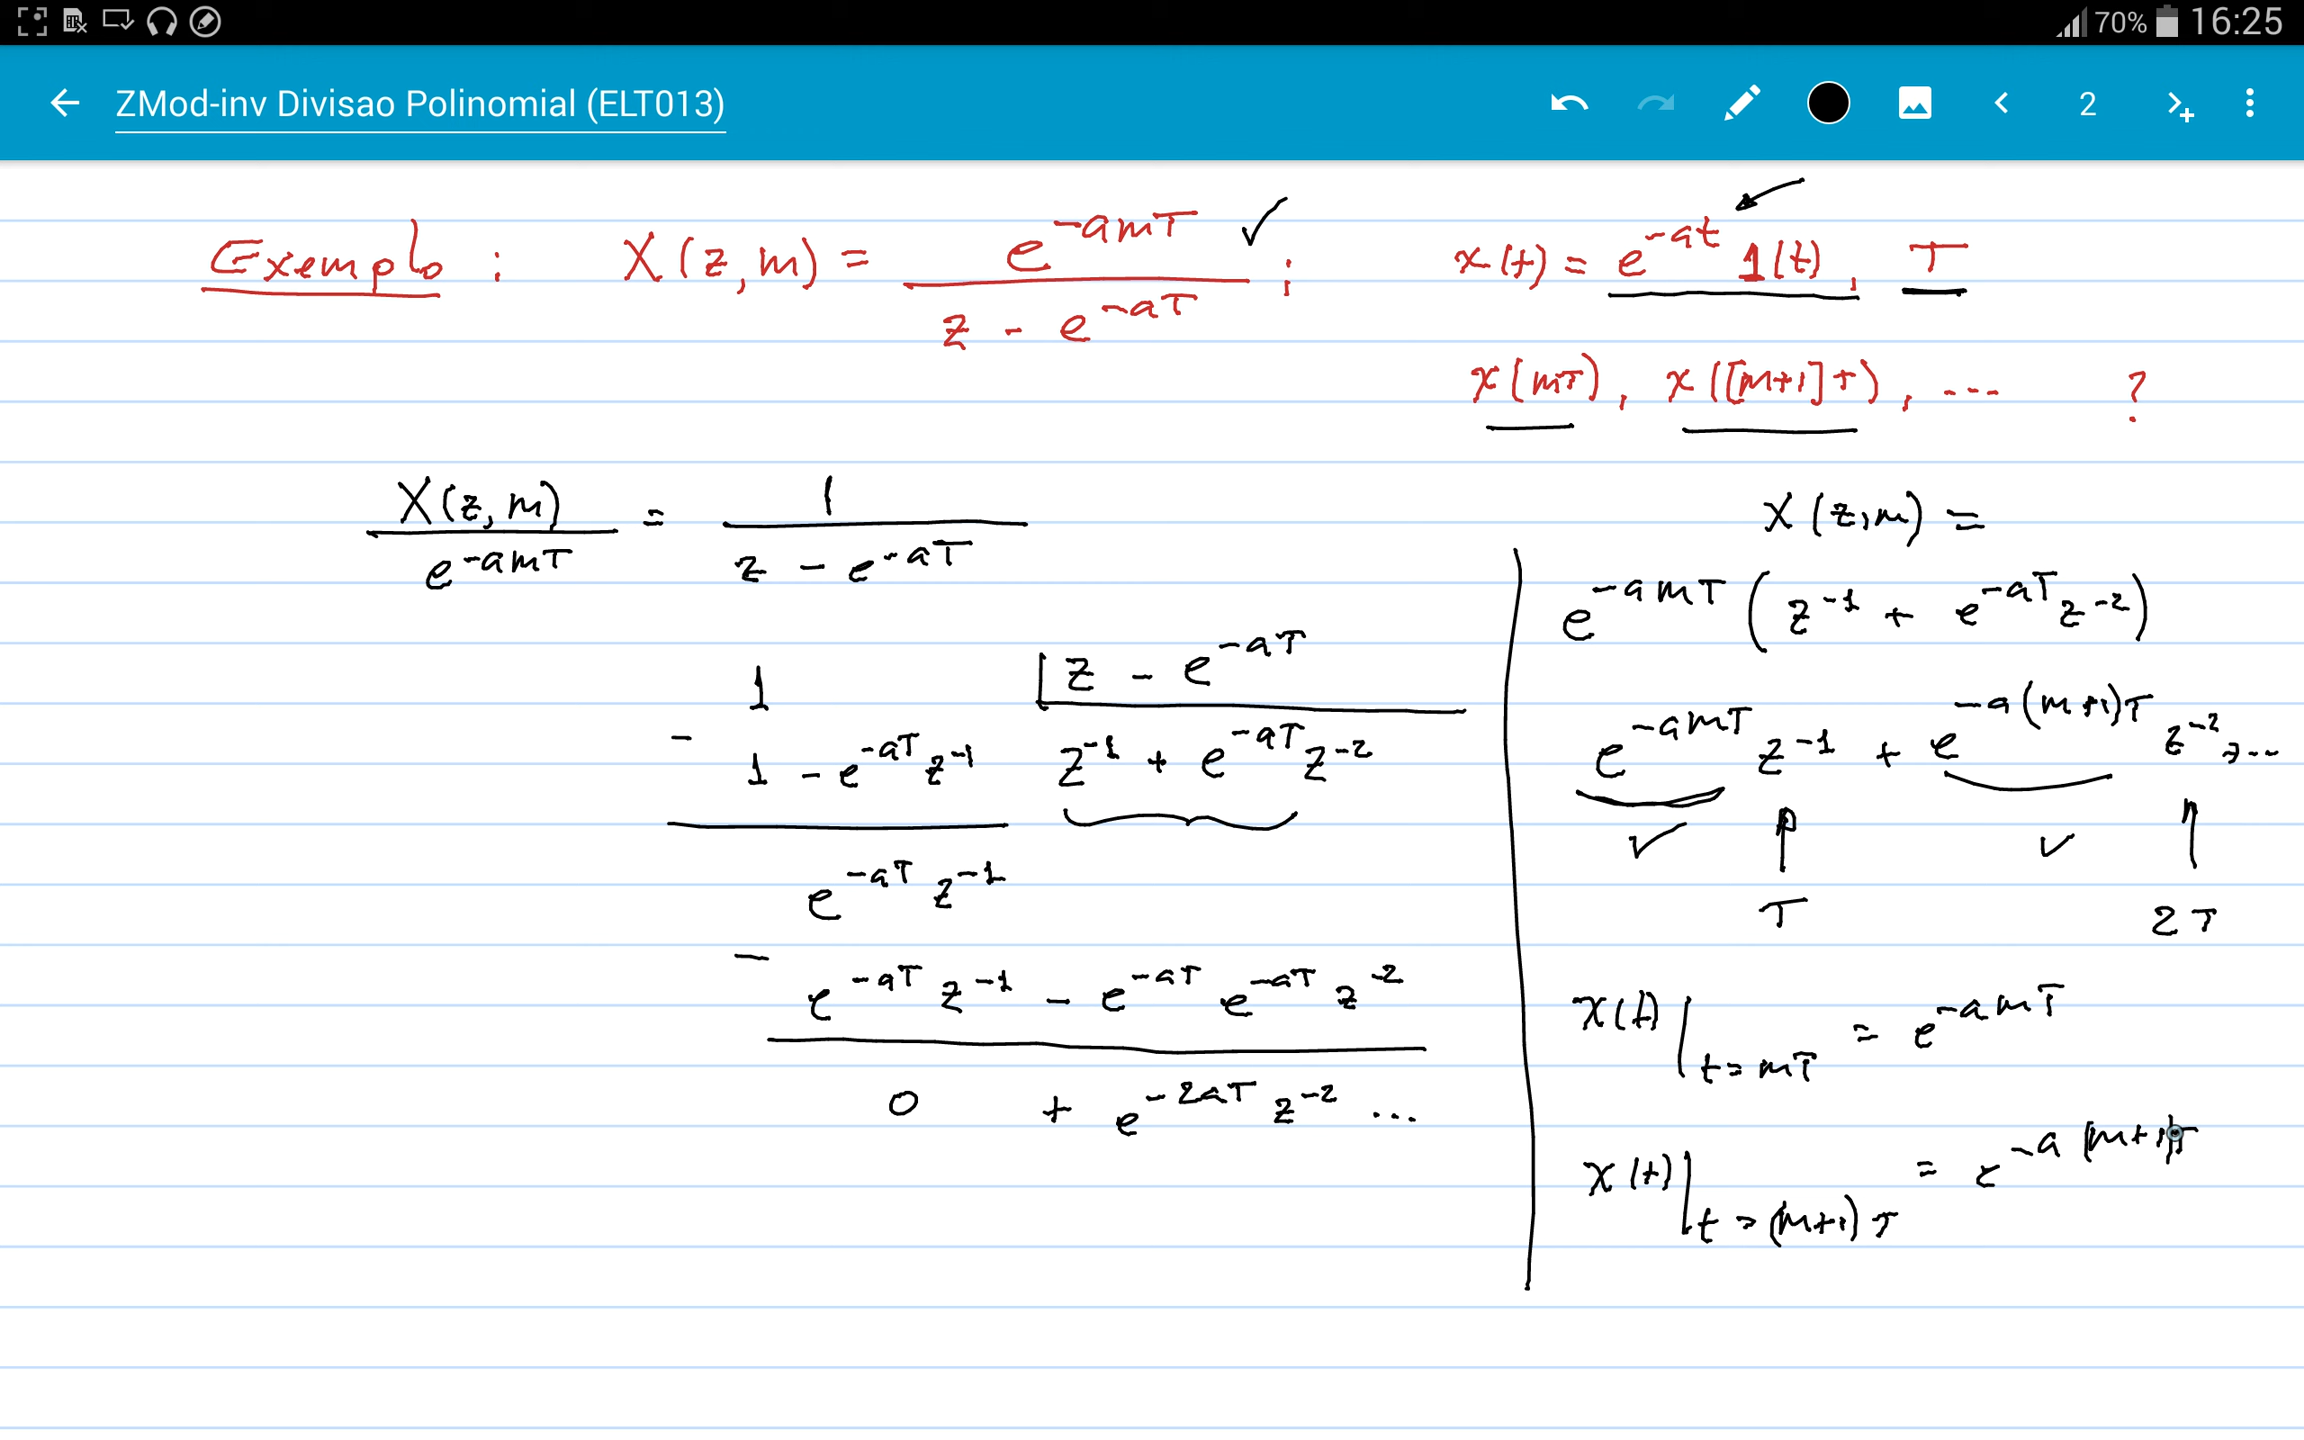 70% 16:25
ZMod-inv Divisao Polinomial (ELT013) 2
Exemplo : X(z,m) = e^{-amT} / (z - e^{-aT}) ✓ ; x(t) = e^{-at} 1(t), T
x(mT), x([m+1]T), --- ?
X(z,m) / e^{-amT} = 1 / (z - e^{-aT})
1 | z - e^{-aT}
- 1 - e^{-aT} z^{-1} z^{-1} + e^{-aT} z^{-2}
e^{-aT} z^{-1}
- e^{-aT} z^{-1} - e^{-aT} e^{-aT} z^{-2}
0 + e^{-2aT} z^{-2} ...
X(z,m) =
e^{-amT} ( z^{-1} + e^{-aT} z^{-2} )
e^{-amT} z^{-1} + e^{-a(m+1)T} z^{-2} , --
✓ ↑ ✓ ↑
T 2T
x(t) |_{t=mT} = e^{-amT}
x(t) |_{t=(m+1)T} = e^{-a(m+1)T}